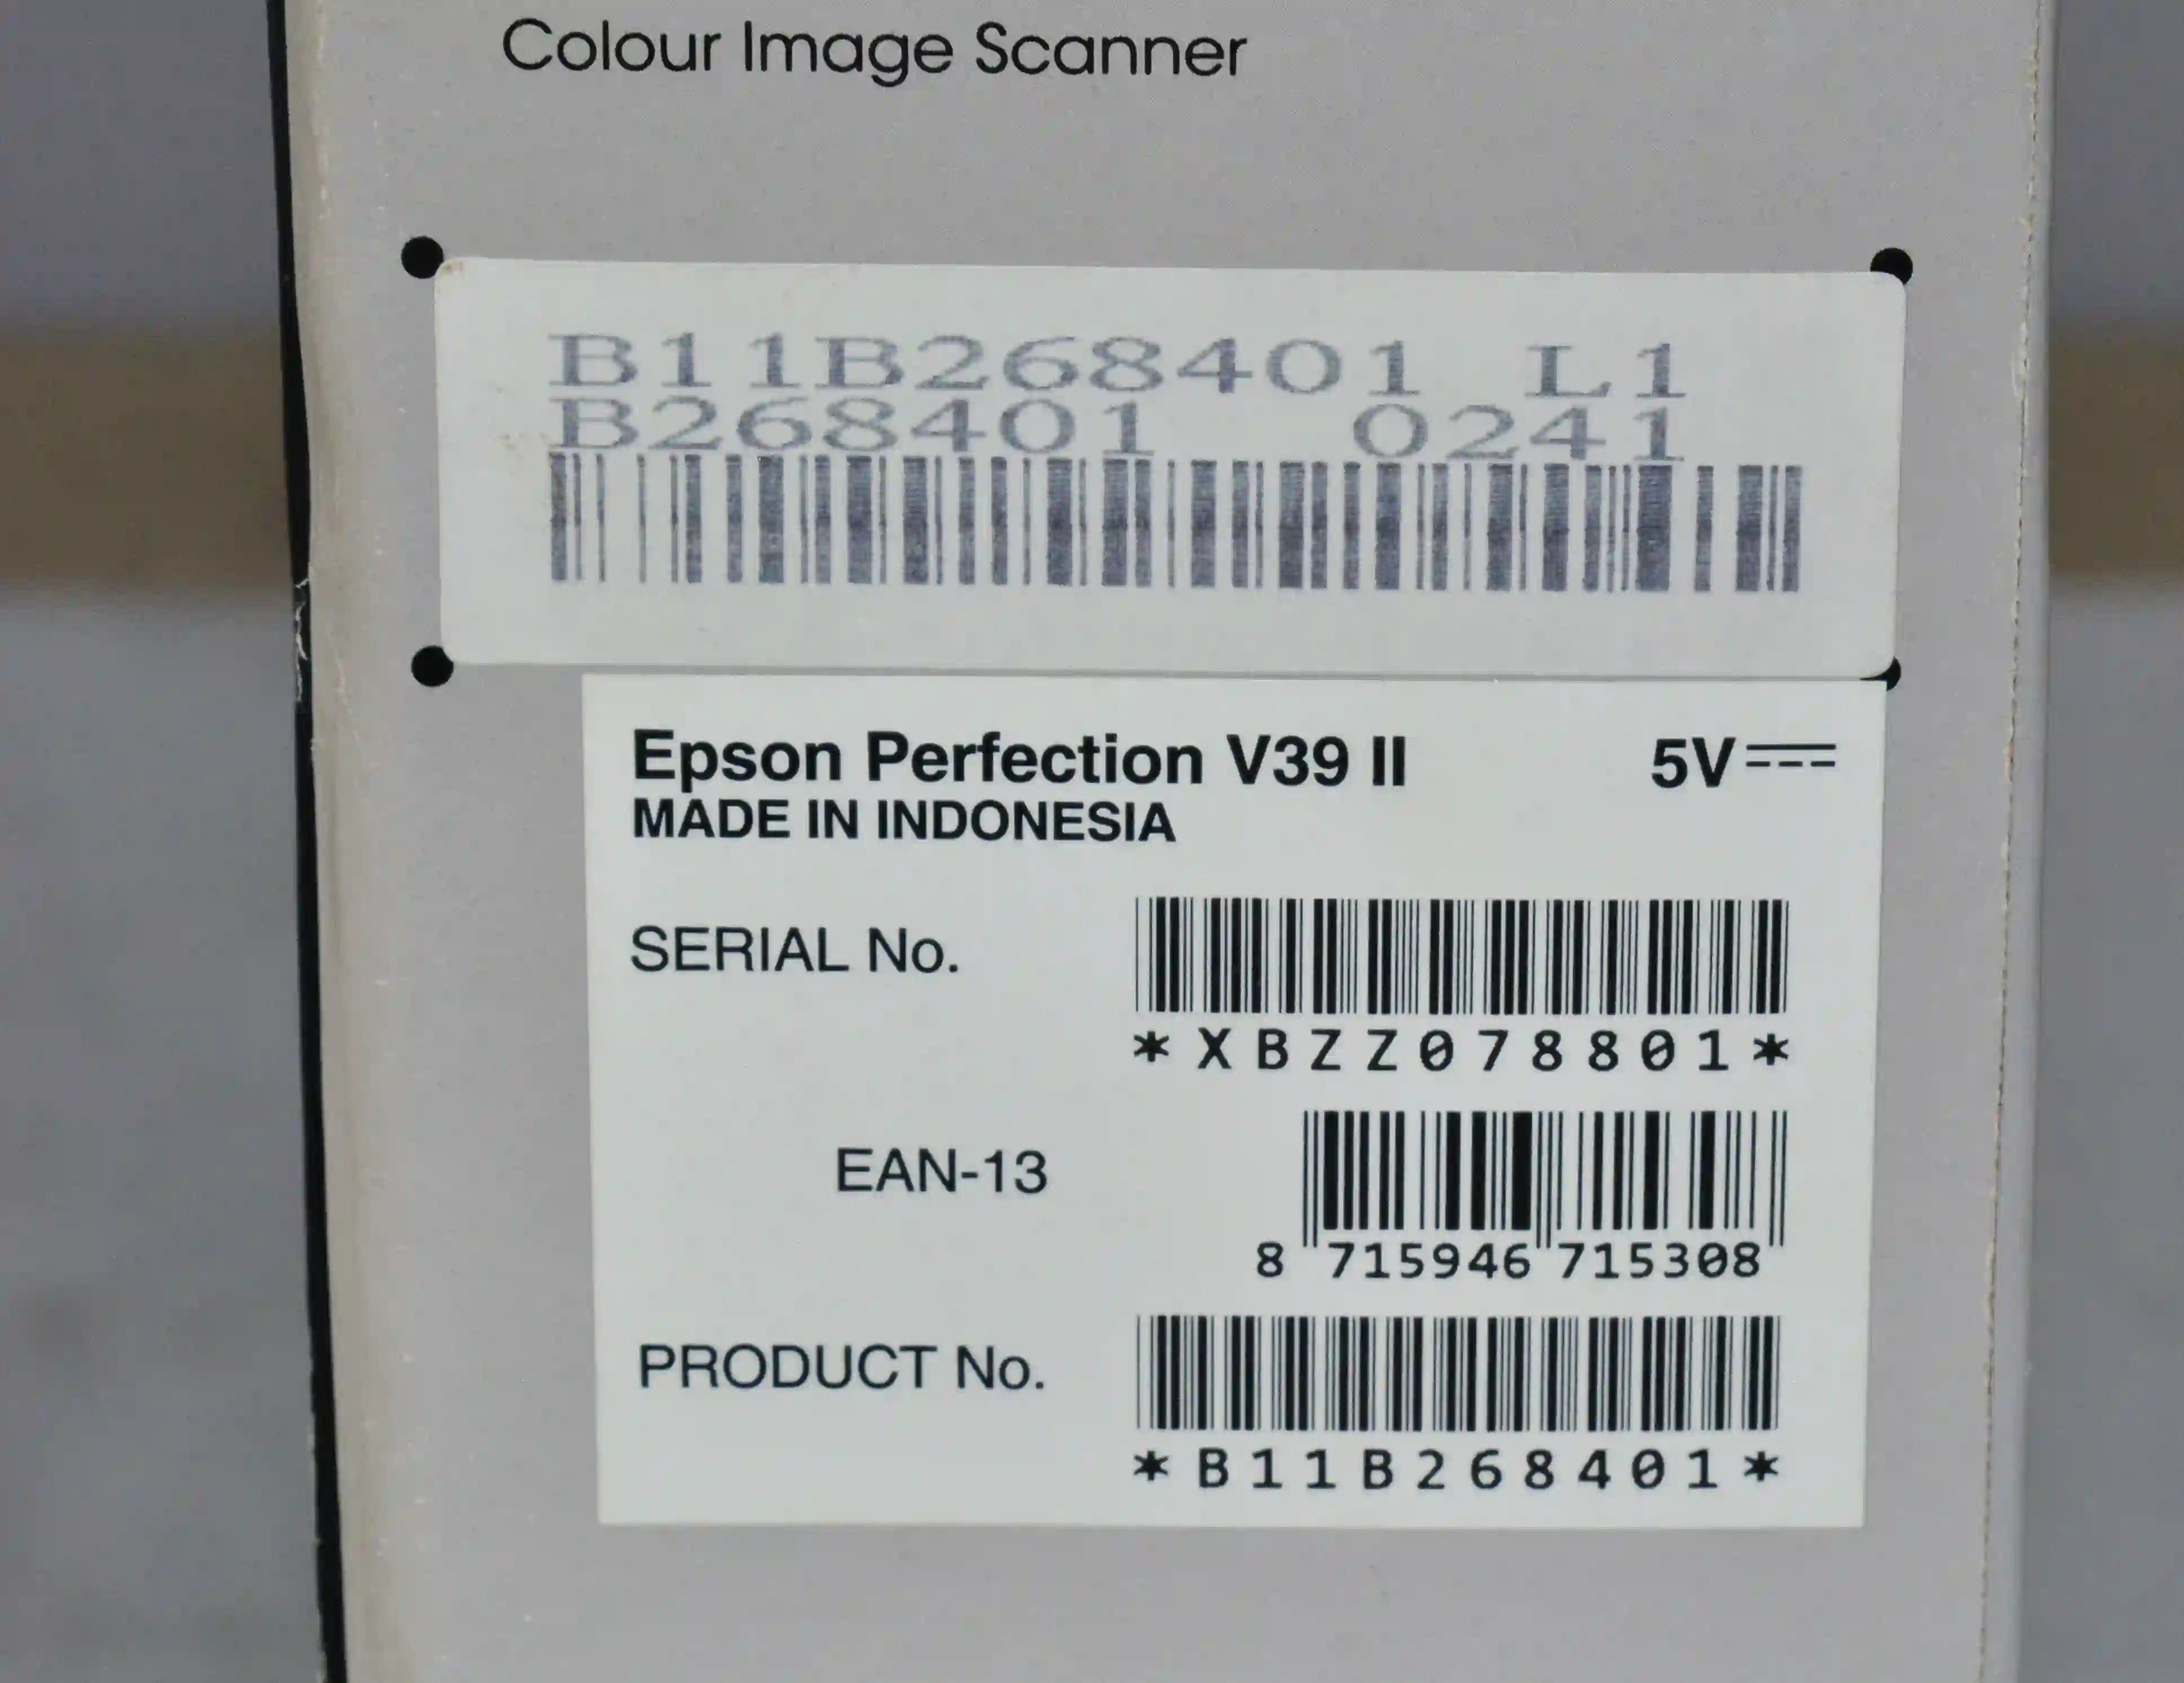 Colour Image Scanner
B11B268401 L1
B268401 0241
Epson Perfection V39 II 5V
MADE IN INDONESIA
SERIAL No.
*XBZZ078801*
EAN-13
8 715946 715308
PRODUCT No.
*B11B268401*